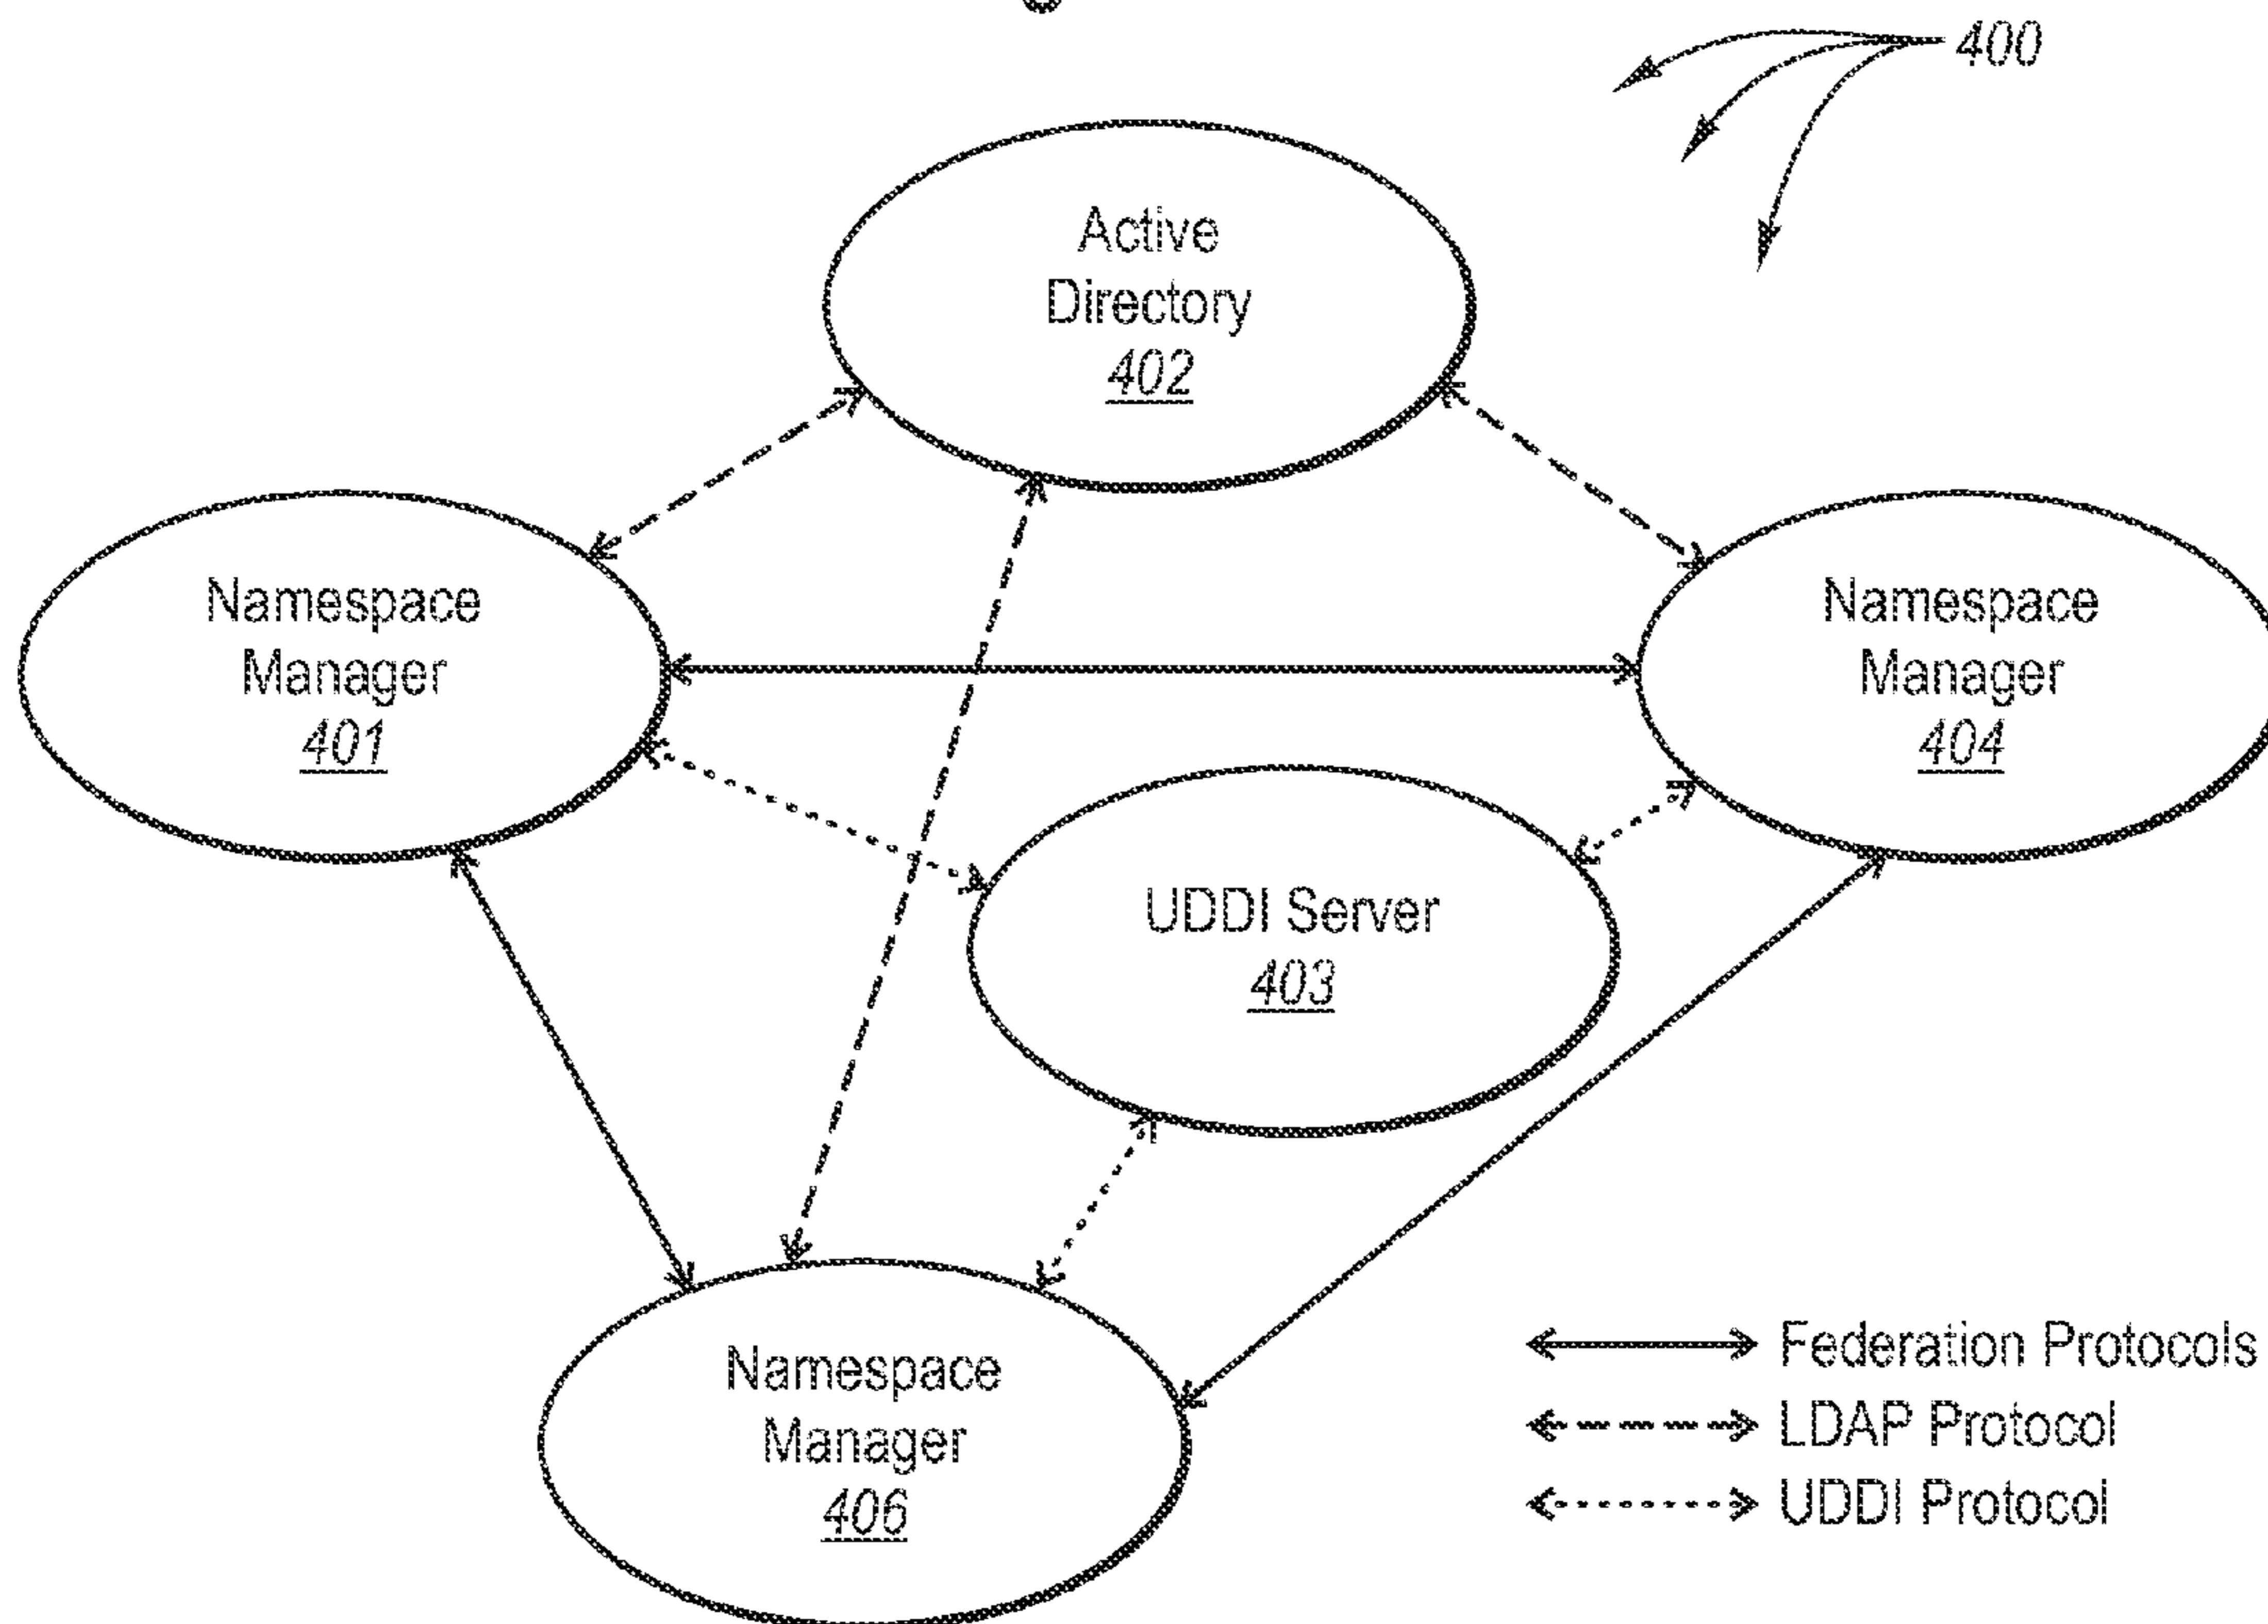 400
Active
Directory
402
Namespace
Manager
401
Namespace
Manager
404
UDDI Server
403
Namespace
Manager
406
Federation Protocols
LDAP Protocol
UDDI Protocol